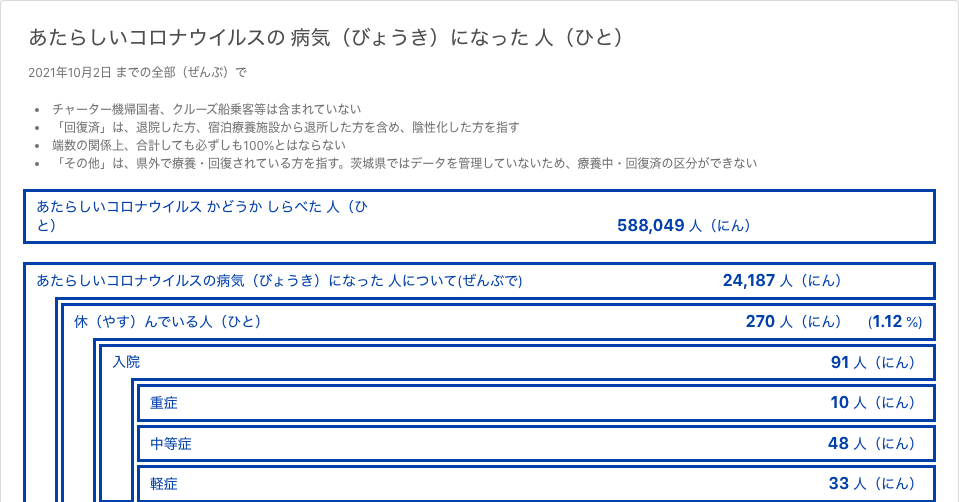 あたらしいコロナウイルスの 病気（びょうき）になった 人（ひと）
2021年10月2日 までの全部（ぜんぶ）で
• チャーター機帰国者、クルーズ船乗客等は含まれていない
• 「回復済」は、退院した方、宿泊療養施設から退所した方を含め、陰性化した方を指す
• 端数の関係上、合計しても必ずしも100%とはならない
• 「その他」は、県外で療養・回復されている方を指す。茨城県ではデータを管理していないため、療養中・回復済の区分ができない
あたらしいコロナウイルス かどうか しらべた 人（ひ
と） 588,049 人（にん）
あたらしいコロナウイルスの病気（びょうき）になった 人について(ぜんぶで) 24,187 人（にん）
休（やす）んでいる人（ひと） 270 人（にん） (1.12 %)
入院 91 人（にん）
重症 10 人（にん）
中等症 48 人（にん）
軽症 33 人（にん）